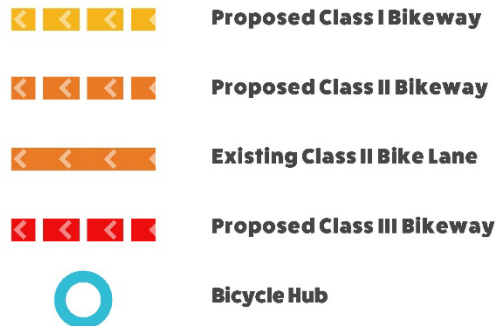 Proposed Class I Bikeway
Proposed Class II Bikeway
Existing Class II Bike Lane
Proposed Class III Bikeway
Bicycle Hub